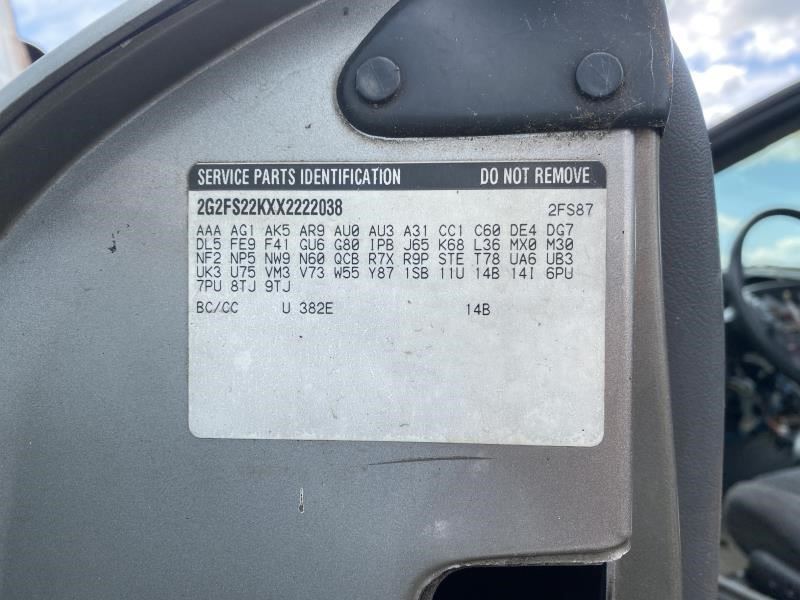 SERVICE PARTS IDENTIFICATION DO NOT REMOVE
2G2FS22KXX2222038 2FS87
AAA AG1 AK5 AR9 AU0 AU3 A31 CC1 C60 DE4 DG7
DL5 FE9 F41 GU6 G80 IPB J65 K68 L36 MX0 M30
NF2 NP5 NW9 N60 QCB R7X R9P STE T78 UA6 UB3
UK3 U75 VM3 V73 W55 Y87 1SB 11U 14B 14I 6PU
7PU 8TJ 9TJ
BC/CC U 382E 14B